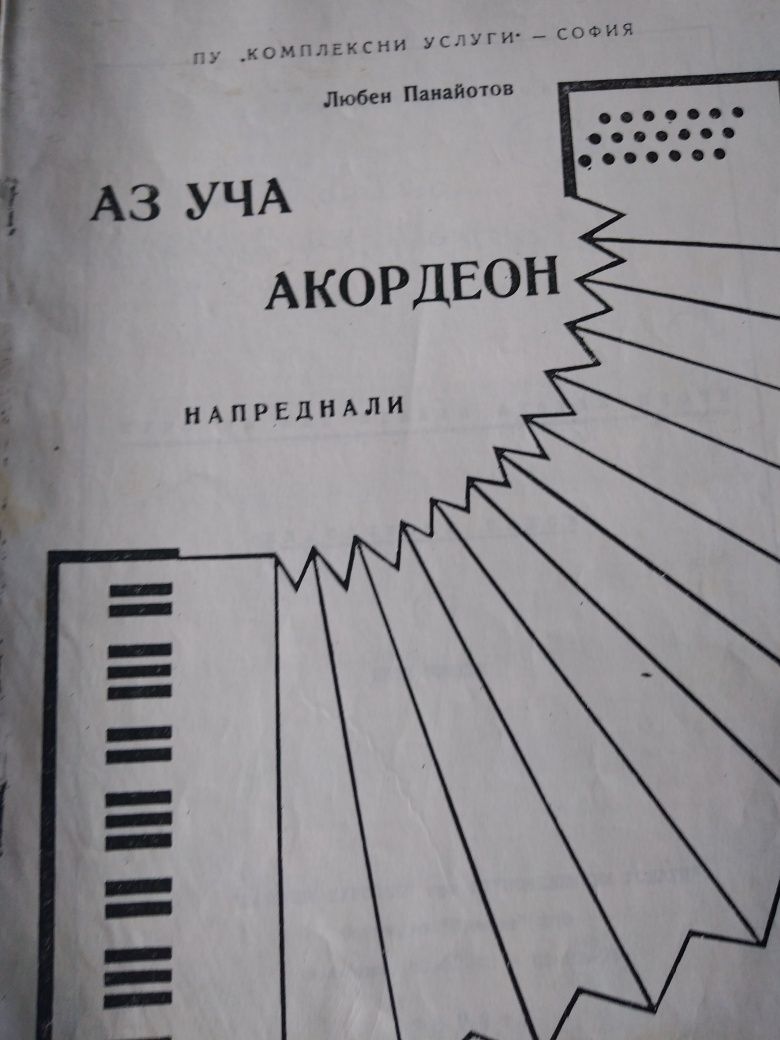 ПУ „КОМПЛЕКСНИ УСЛУГИ“ — СОФИЯ
Любен Панайотов
АЗ УЧА
АКОРДЕОН
НАПРЕДНАЛИ